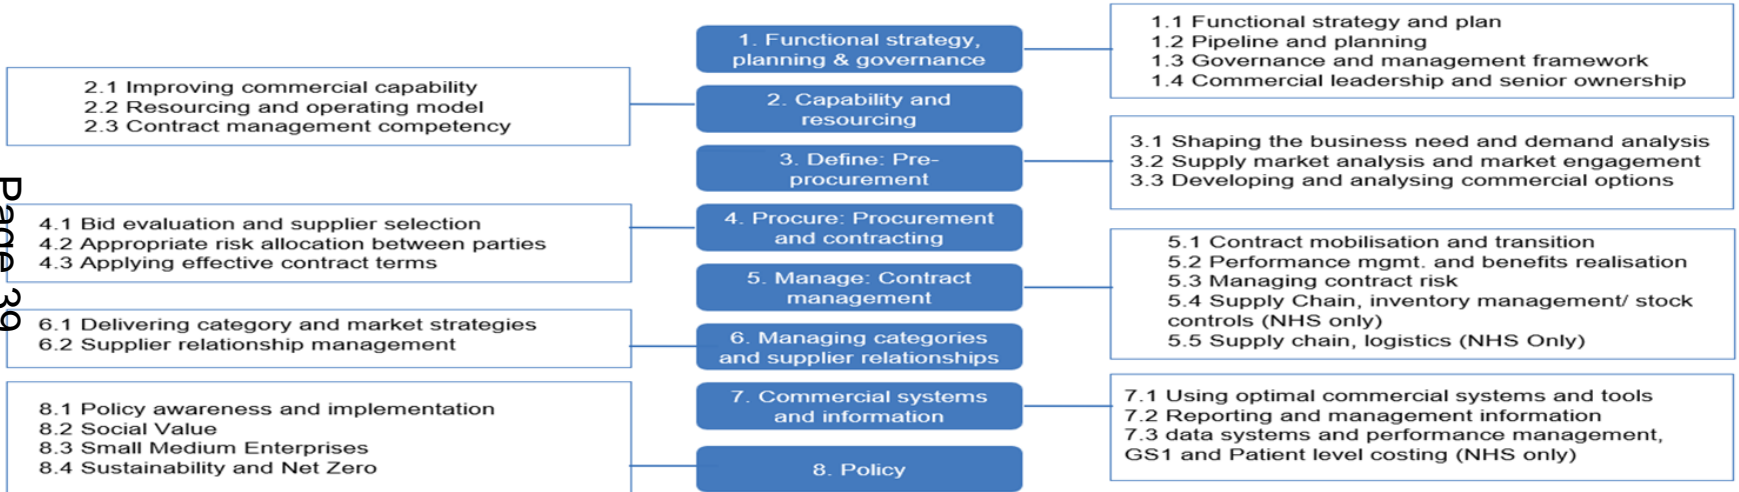 1. Functional strategy,
planning & governance
1.1 Functional strategy and plan
1.2 Pipeline and planning
1.3 Governance and management framework
1.4 Commercial leadership and senior ownership
2. Capability and
resourcing
2.1 Improving commercial capability
2.2 Resourcing and operating model
2.3 Contract management competency
3. Define: Pre-
procurement
3.1 Shaping the business need and demand analysis
3.2 Supply market analysis and market engagement
3.3 Developing and analysing commercial options
4. Procure: Procurement
and contracting
4.1 Bid evaluation and supplier selection
4.2 Appropriate risk allocation between parties
4.3 Applying effective contract terms
5. Manage: Contract
management
5.1 Contract mobilisation and transition
5.2 Performance mgmt. and benefits realisation
5.3 Managing contract risk
5.4 Supply Chain, inventory management/ stock
controls (NHS only)
5.5 Supply chain, logistics (NHS Only)
6. Managing categories
and supplier relationships
6.1 Delivering category and market strategies
6.2 Supplier relationship management
7. Commercial systems
and information
7.1 Using optimal commercial systems and tools
7.2 Reporting and management information
7.3 data systems and performance management,
GS1 and Patient level costing (NHS only)
8. Policy
8.1 Policy awareness and implementation
8.2 Social Value
8.3 Small Medium Enterprises
8.4 Sustainability and Net Zero
Page 39